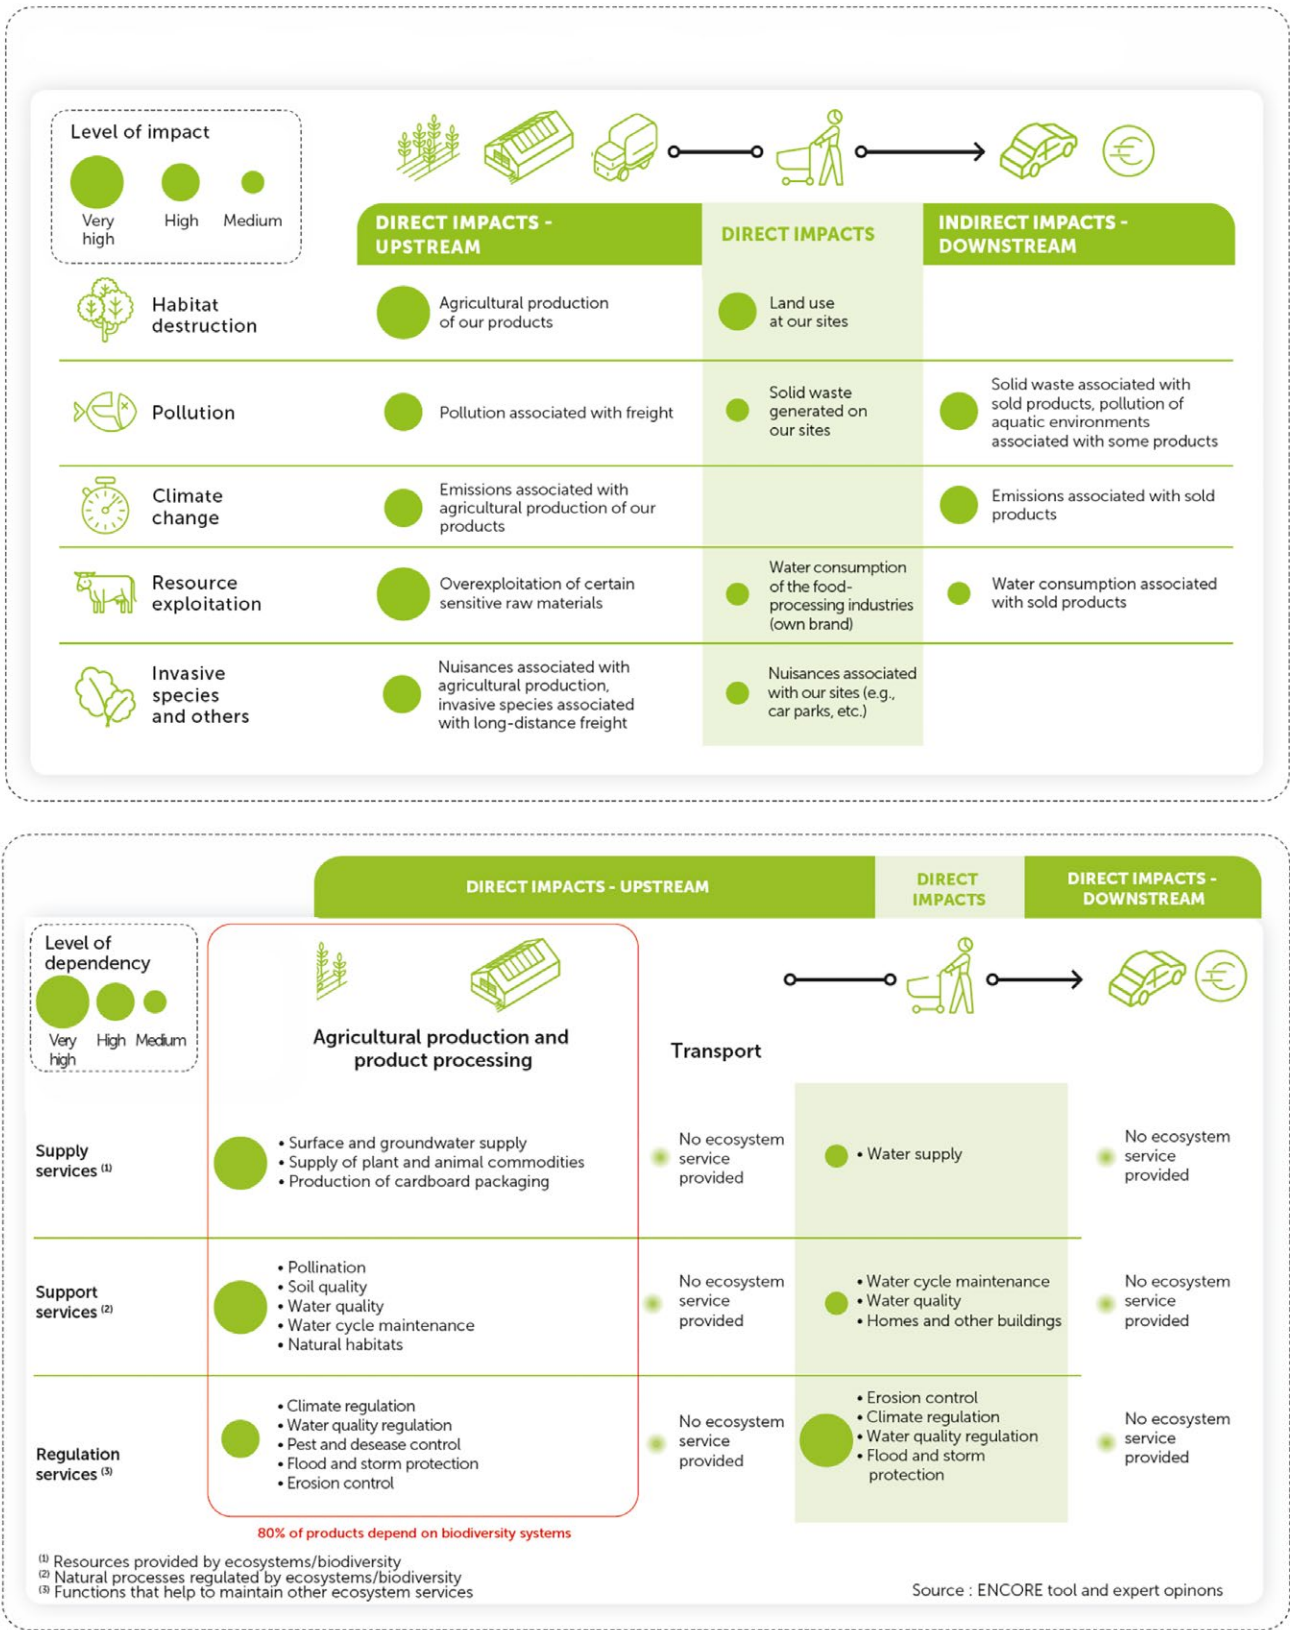 Level of impact
Very
high
High
Medium
DIRECT IMPACTS -
UPSTREAM
DIRECT IMPACTS
INDIRECT IMPACTS -
DOWNSTREAM
Habitat
destruction
Agricultural production
of our products
Land use
at our sites
Pollution
Pollution associated with freight
Solid waste
generated on
our sites
Solid waste associated with
sold products, pollution of
aquatic environments
associated with some products
Climate
change
Emissions associated with
agricultural production of our
products
Emissions associated with sold
products
Resource
exploitation
Overexploitation of certain
sensitive raw materials
Water consumption
of the food-
processing industries
(own brand)
Water consumption associated
with sold products
Invasive
species
and others
Nuisances associated with
agricultural production,
invasive species associated
with long-distance freight
Nuisances associated
with our sites (e.g.,
car parks, etc.)
DIRECT IMPACTS - UPSTREAM
DIRECT
IMPACTS
DIRECT IMPACTS -
DOWNSTREAM
Level of
dependency
Very
high
High
Medium
Agricultural production and
product processing
Transport
Supply
services (1)
• Surface and groundwater supply
• Supply of plant and animal commodities
• Production of cardboard packaging
No ecosystem
service
provided
• Water supply
No ecosystem
service
provided
Support
services (2)
• Pollination
• Soil quality
• Water quality
• Water cycle maintenance
• Natural habitats
No ecosystem
service
provided
• Water cycle maintenance
• Water quality
• Homes and other buildings
No ecosystem
service
provided
Regulation
services (3)
• Climate regulation
• Water quality regulation
• Pest and desease control
• Flood and storm protection
• Erosion control
No ecosystem
service
provided
• Erosion control
• Climate regulation
• Water quality regulation
• Flood and storm
protection
No ecosystem
service
provided
80% of products depend on biodiversity systems
(1) Resources provided by ecosystems/biodiversity
(2) Natural processes regulated by ecosystems/biodiversity
(3) Functions that help to maintain other ecosystem services
Source : ENCORE tool and expert opinons